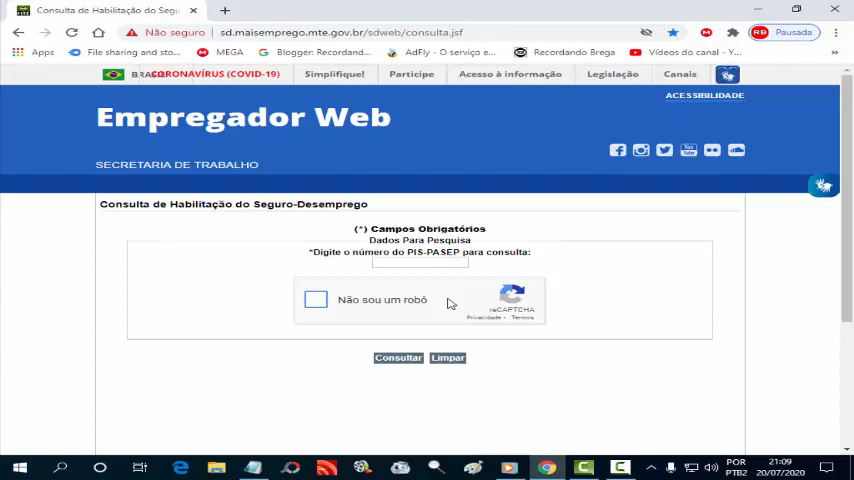 Consulta de Habilitação do Segu
Não seguro
sd.maisemprego.mte.gov.br/sdweb/consulta.jsf
RB Pausada
Apps
File sharing and sto...
MEGA
Blogger: Recordand...
AdFly - O serviço e...
Recordando Brega
Vídeos do canal - Y...
CORONAVÍRUS (COVID-19)
Simplifique!
Participe
Acesso à informação
Legislação
Canais
ACESSIBILIDADE
Empregador Web
SECRETARIA DE TRABALHO
Consulta de Habilitação do Seguro-Desemprego
(*) Campos Obrigatórios
Dados Para Pesquisa
*Digite o número do PIS-PASEP para consulta:
Não sou um robô
reCAPTCHA
Privacidade - Termos
Consultar
Limpar
POR
PTB2
21:09
20/07/2020